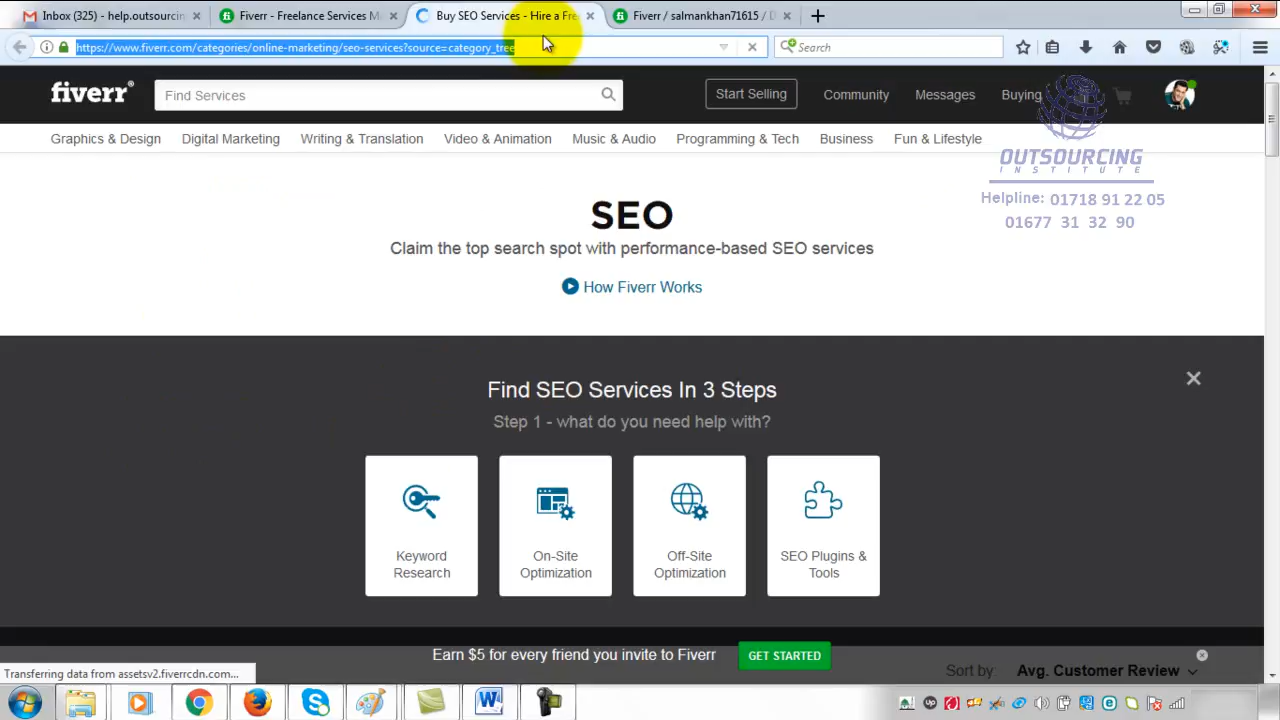 Inbox (325) - help.outsourcin
Fiverr - Freelance Services M
Buy SEO Services - Hire a Fre
Fiverr / salmankhan71615 / D
https://www.fiverr.com/categories/online-marketing/seo-services?source=category_tree
Search
fiverr
Find Services
Start Selling
Community
Messages
Buying
Graphics & Design
Digital Marketing
Writing & Translation
Video & Animation
Music & Audio
Programming & Tech
Business
Fun & Lifestyle
OUTSOURCING
INSTITUTE
Helpline: 01718 91 22 05
01677 31 32 90
SEO
Claim the top search spot with performance-based SEO services
How Fiverr Works
Find SEO Services In 3 Steps
Step 1 - what do you need help with?
Keyword
Research
On-Site
Optimization
Off-Site
Optimization
SEO Plugins &
Tools
Earn $5 for every friend you invite to Fiverr
GET STARTED
Sort by:
Avg. Customer Review
Transferring data from assetsv2.fiverrcdn.com...